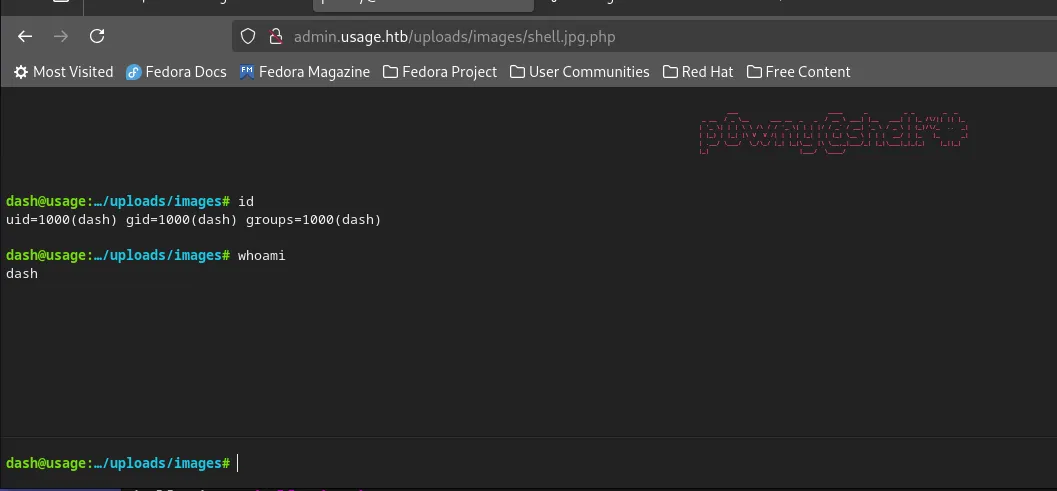 admin.usage.htb/uploads/images/shell.jpg.php
Most Visited Fedora Docs Fedora Magazine Fedora Project User Communities Red Hat Free Content
p0wny@shell:~#
dash@usage:…/uploads/images# id
uid=1000(dash) gid=1000(dash) groups=1000(dash)
dash@usage:…/uploads/images# whoami
dash
dash@usage:…/uploads/images#